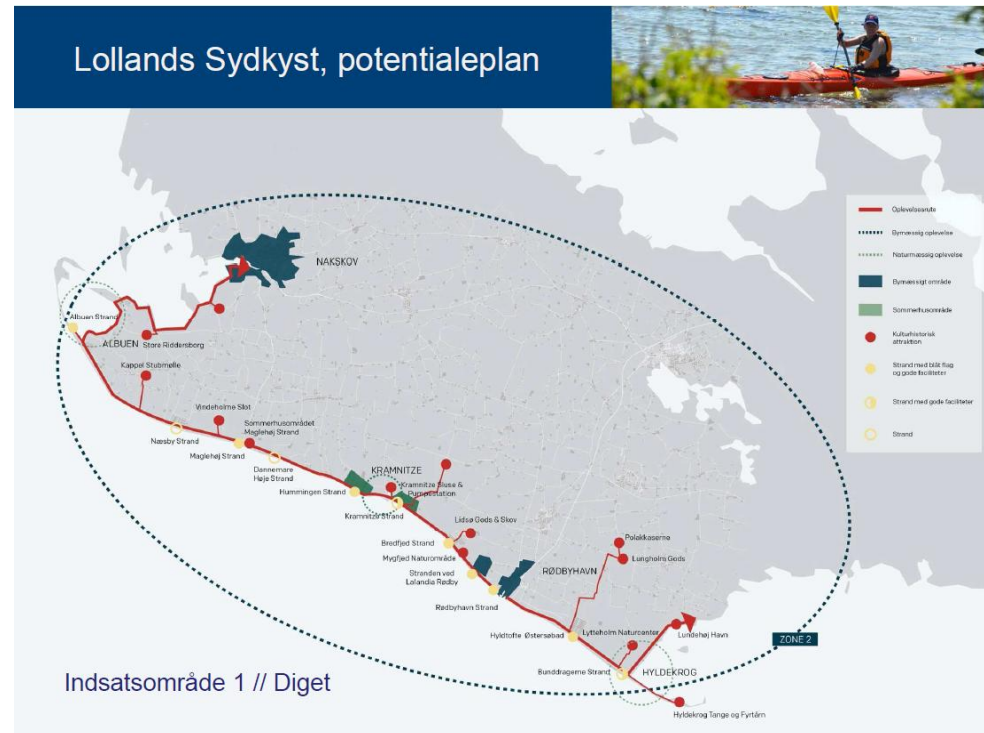 Lollands Sydkyst, potentialeplan
Oplevelsesrute
Bymæssig oplevelse
Naturmæssig oplevelse
Bymæssigt område
Sommerhusområde
Kulturhistorisk
attraktion
Strand med blåt flag
og gode faciliteter
Strand med gode faciliteter
Strand
NAKSKOV
Albuen Strand
ALBUEN
Store Riddersborg
Kappel Stubmølle
Vindeholme Slot
Sommerhusområdet
Maglehøj Strand
Næsby Strand
Maglehøj Strand
Dannemare
Høje Strand
KRAMNITZE
Kramnitze Sluse &
Pumpestation
Hummingen Strand
Kramnitze Strand
Lidsø Gods & Skov
Bredfjed Strand
Mygfjed Naturområde
Stranden ved
Lalandia Rødby
RØDBYHAVN
Rødbyhavn Strand
Polakkaserne
Lungholm Gods
Hyldtofte Østersøbad
Lytteholm Naturcenter
Lundehøj Havn
ZONE 2
Bunddragerne Strand
HYLDEKROG
Hyldekrog Tange og Fyrtårn
Indsatsområde 1 // Diget